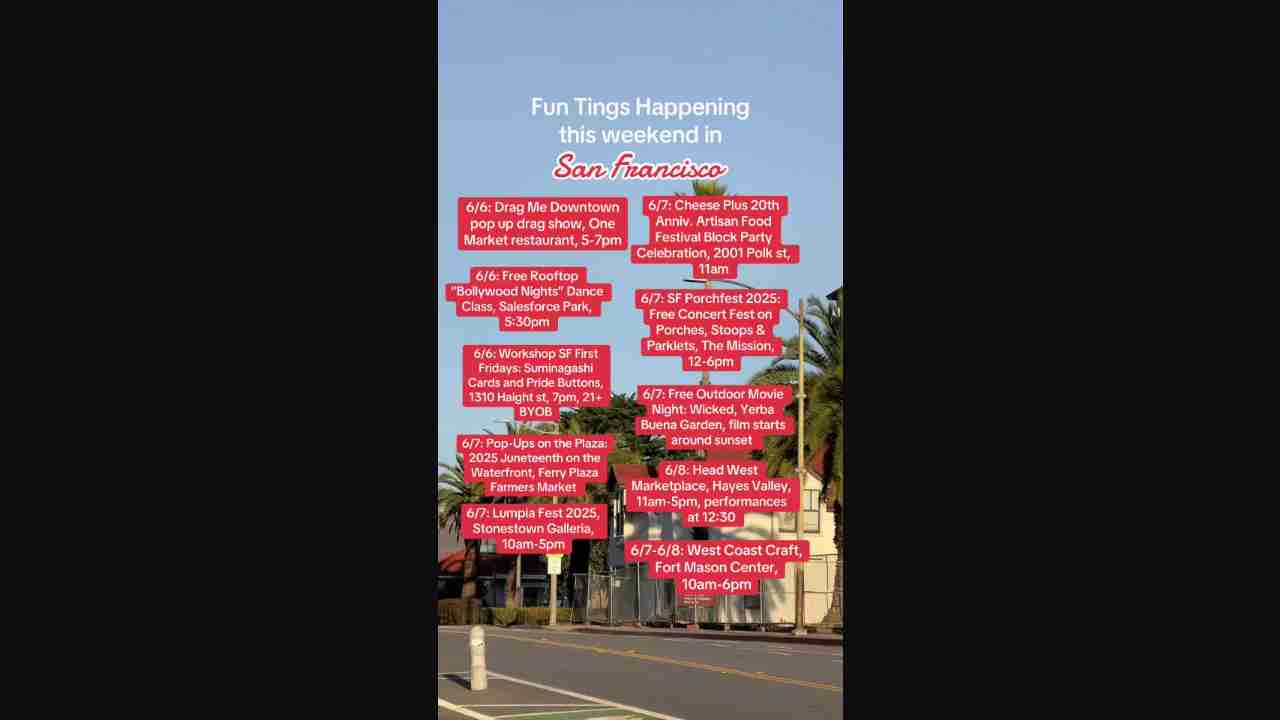 Fun Tings Happening
this weekend in
San Francisco
6/6: Drag Me Downtown
pop up drag show, One
Market restaurant, 5-7pm
6/6: Free Rooftop
"Bollywood Nights" Dance
Class, Salesforce Park,
5:30pm
6/6: Workshop SF First
Fridays: Suminagashi
Cards and Pride Buttons,
1310 Haight st, 7pm, 21+
BYOB
6/7: Pop-Ups on the Plaza:
2025 Juneteenth on the
Waterfront, Ferry Plaza
Farmers Market
6/7: Lumpia Fest 2025,
Stonestown Galleria,
10am-5pm
6/7: Cheese Plus 20th
Anniv. Artisan Food
Festival Block Party
Celebration, 2001 Polk st,
11am
6/7: SF Porchfest 2025:
Free Concert Fest on
Porches, Stoops &
Parklets, The Mission,
12-6pm
6/7: Free Outdoor Movie
Night: Wicked, Yerba
Buena Garden, film starts
around sunset
6/8: Head West
Marketplace, Hayes Valley,
11am-5pm, performances
at 12:30
6/7-6/8: West Coast Craft,
Fort Mason Center,
10am-6pm